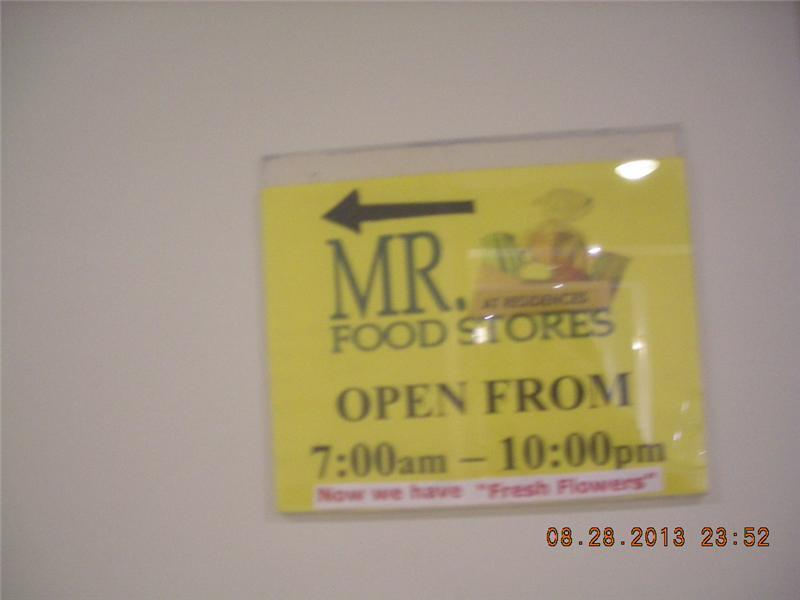 MR.
AT RESIDENCES
FOOD STORES
OPEN FROM
7:00am – 10:00pm
Now we have "Fresh Flowers"
08.28.2013 23:52